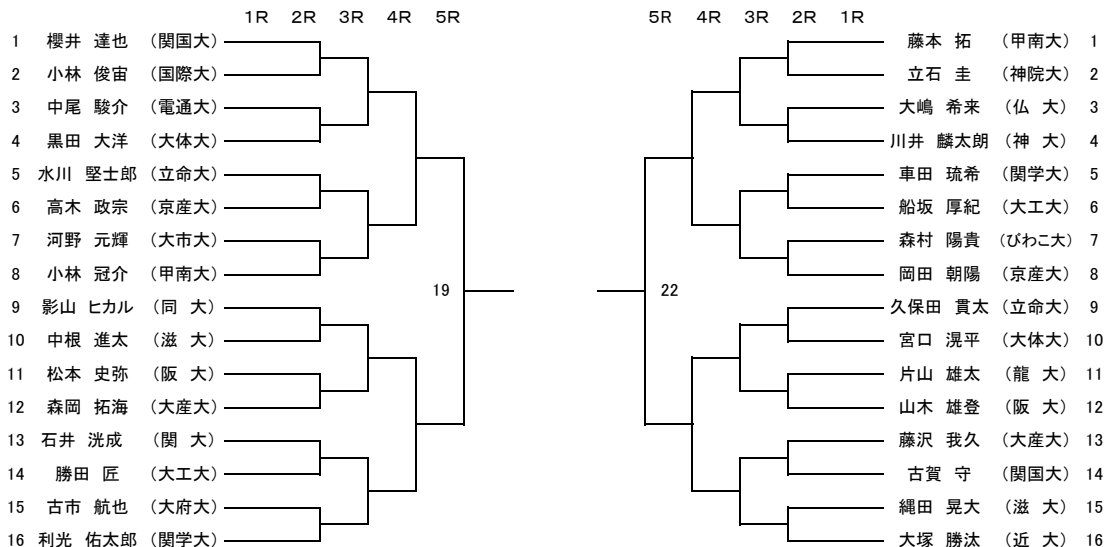 1R 2R 3R 4R 5R
1 櫻井 達也 (関国大)
2 小林 俊宙 (国際大)
3 中尾 駿介 (電通大)
4 黒田 大洋 (大体大)
5 水川 堅士郎 (立命大)
6 高木 政宗 (京産大)
7 河野 元輝 (大市大)
8 小林 冠介 (甲南大)
9 影山 ヒカル (同 大)
10 中根 進太 (滋 大)
11 松本 史弥 (阪 大)
12 森岡 拓海 (大産大)
13 石井 洸成 (関 大)
14 勝田 匠 (大工大)
15 古市 航也 (大府大)
16 利光 佑太郎 (関学大)
19
5R 4R 3R 2R 1R
藤本 拓 (甲南大) 1
立石 圭 (神院大) 2
大嶋 希来 (仏 大) 3
川井 麟太朗 (神 大) 4
車田 琉希 (関学大) 5
船坂 厚紀 (大工大) 6
森村 陽貴 (びわこ大) 7
岡田 朝陽 (京産大) 8
久保田 貫太 (立命大) 9
宮口 滉平 (大体大) 10
片山 雄太 (龍 大) 11
山木 雄登 (阪 大) 12
藤沢 我久 (大産大) 13
古賀 守 (関国大) 14
縄田 晃大 (滋 大) 15
大塚 勝汰 (近 大) 16
22